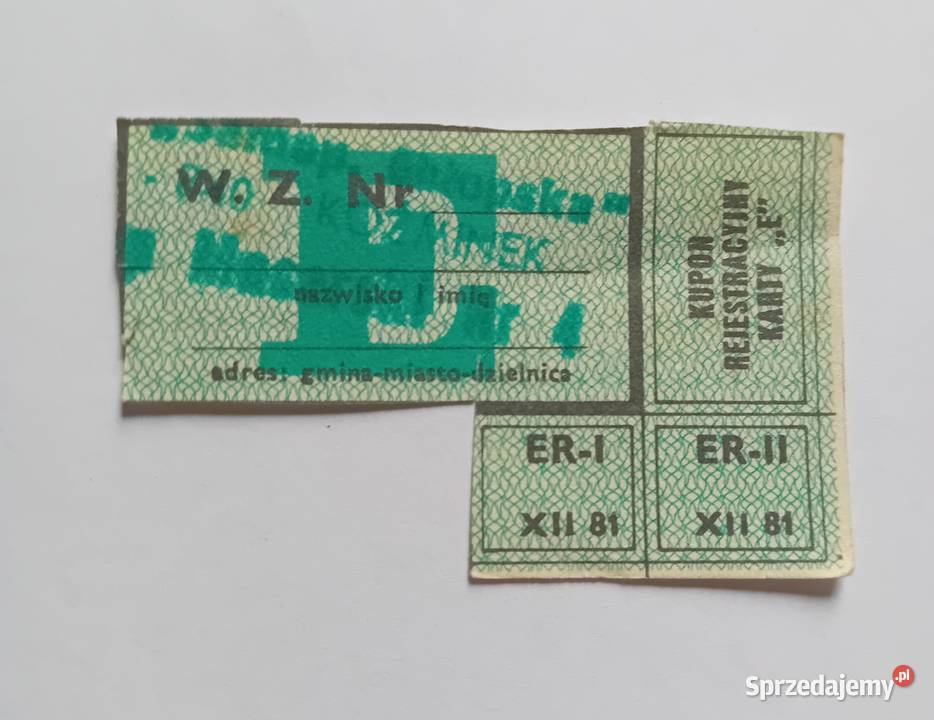 W. Z. Nr
E
nazwisko i imię
4
adres: gmina-miasto-dzielnica
KUPON
REJESTRACYJNY
KARTY „E”
ER-I
XII 81
ER-II
XII 81
Sprzedajemy.pl